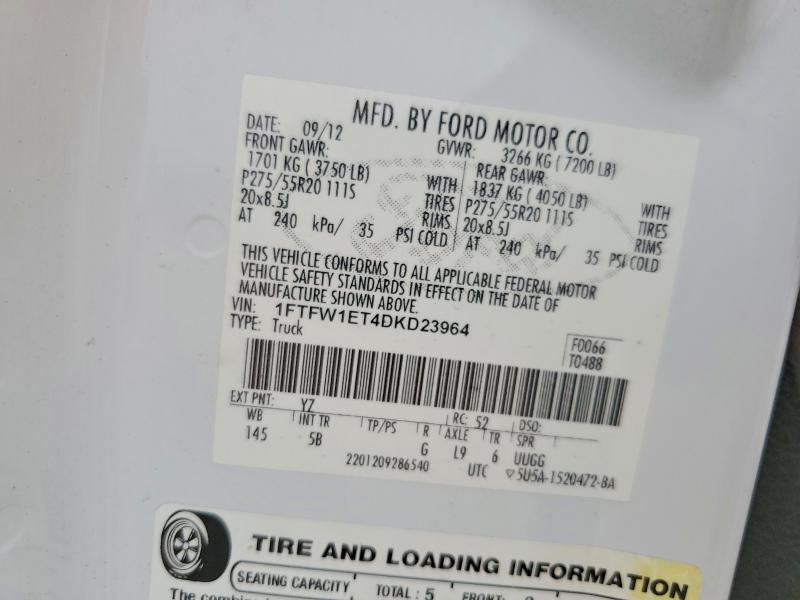 MFD. BY FORD MOTOR CO.
DATE: 09/12 GVWR: 3266 KG ( 7200 LB)
FRONT GAWR: REAR GAWR:
1701 KG ( 3750 LB) WITH 1837 KG ( 4050 LB) WITH
P275/55R20 111S TIRES P275/55R20 111S TIRES
20x8.5J RIMS 20x8.5J RIMS
AT 240 kPa/ 35 PSI COLD AT 240 kPa/ 35 PSI COLD
THIS VEHICLE CONFORMS TO ALL APPLICABLE FEDERAL MOTOR
VEHICLE SAFETY STANDARDS IN EFFECT ON THE DATE OF
MANUFACTURE SHOWN ABOVE.
VIN: 1FTFW1ET4DKD23964
TYPE: Truck
F0066
T0488
EXT PNT: YZ RC: 52 DSO:
WB INT TR TP/PS R AXLE TR SPR
145 5B G L9 6 UUGG
2201209286540 UTC ▽5U5A-1520472-BA
TIRE AND LOADING INFORMATION
SEATING CAPACITY TOTAL : 5 FRONT:
The